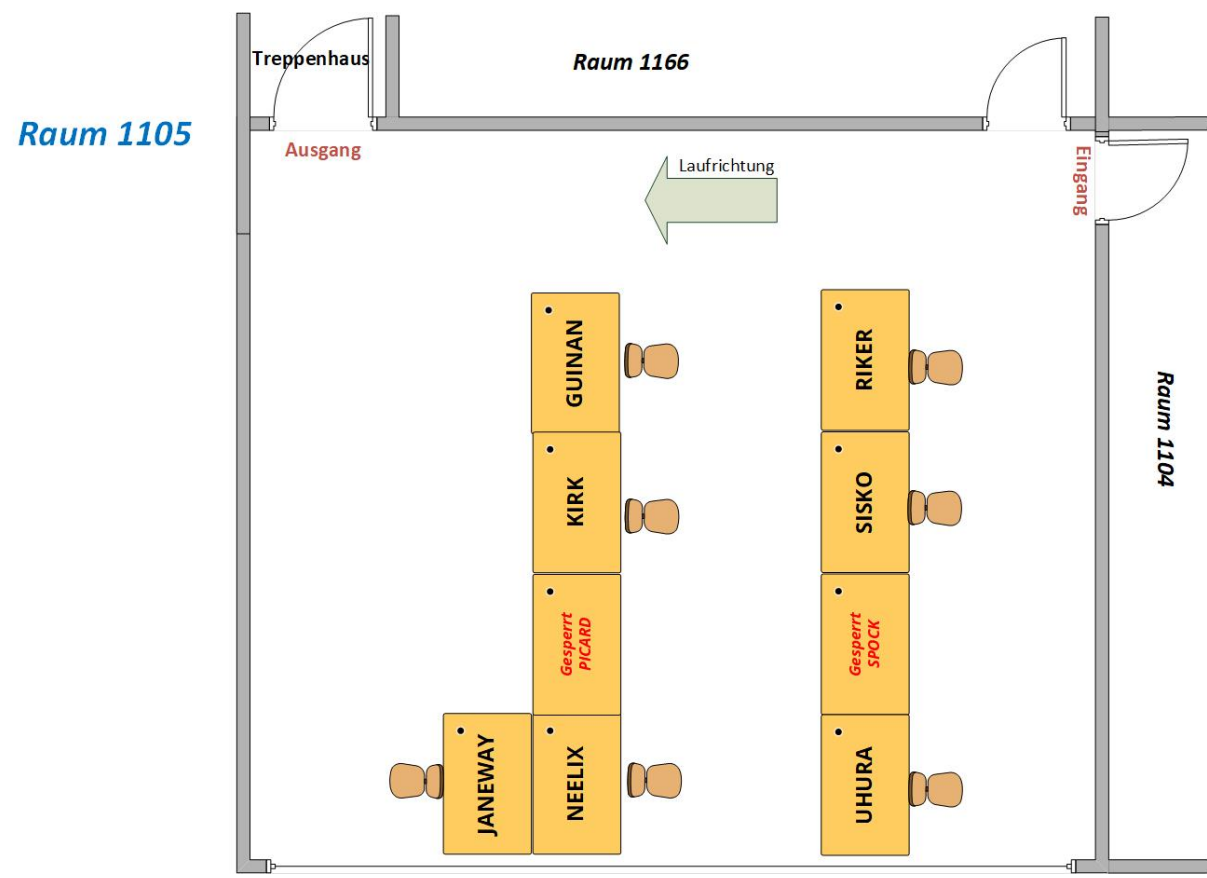 Treppenhaus
Raum 1166
Raum 1105
Ausgang
Laufrichtung
Eingang
GUINAN
RIKER
KIRK
SISKO
Raum 1104
Gesperrt
PICARD
Gesperrt
SPOCK
JANEWAY
NEELIX
UHURA